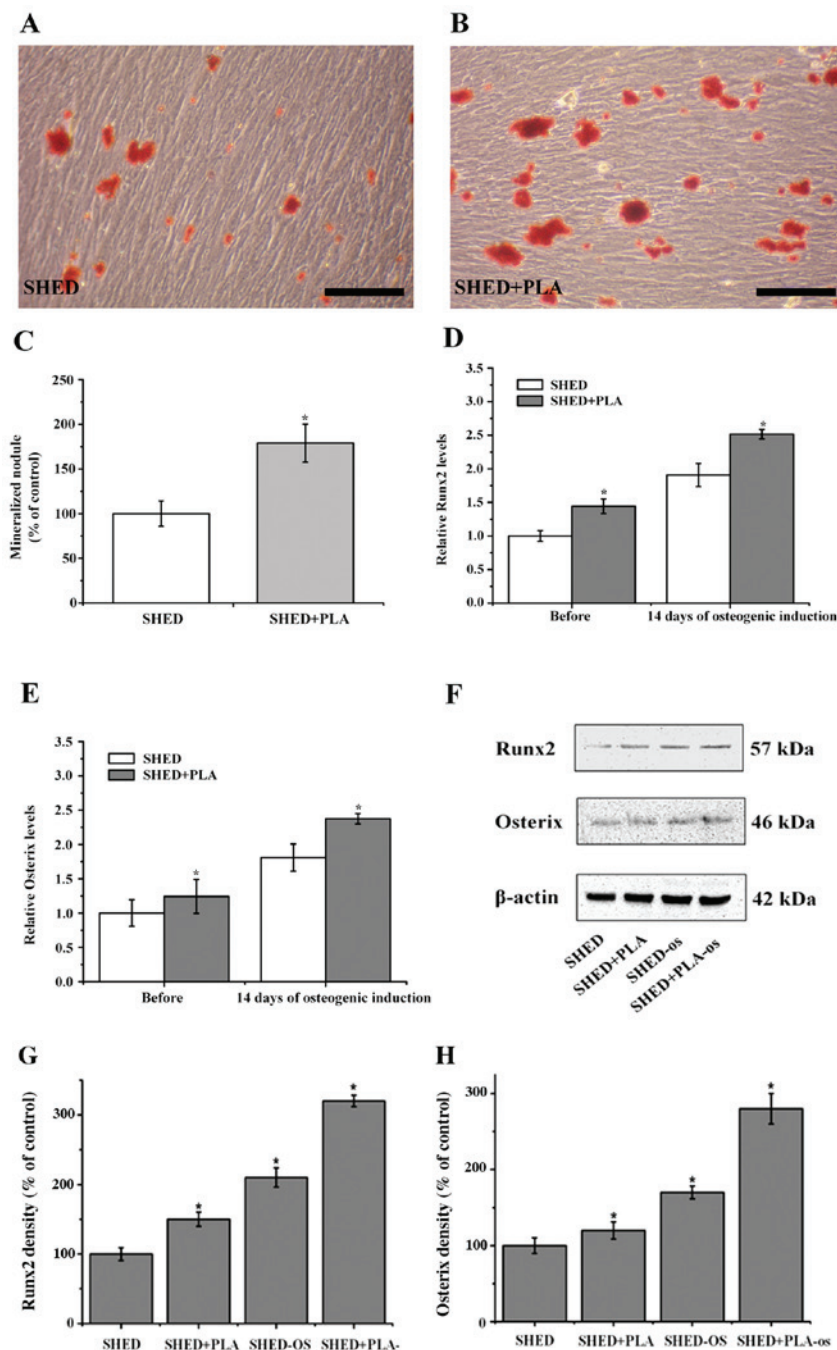 A
B
SHED
SHED+PLA
C
Mineralized nodule
(% of control)
250
200
150
100
50
0
*
SHED
SHED+PLA
D
Relative Runx2 levels
3.5
3.0
2.5
2.0
1.5
1.0
0.5
0.0
SHED
SHED+PLA
*
*
Before
14 days of osteogenic induction
E
Relative Osterix levels
3.5
3.0
2.5
2.0
1.5
1.0
0.5
0.0
SHED
SHED+PLA
*
*
Before
14 days of osteogenic induction
F
Runx2
57 kDa
Osterix
46 kDa
β-actin
42 kDa
SHED
SHED+PLA
SHED-os
SHED+PLA-os
G
Runx2 density (% of control)
300
200
100
0
*
*
*
SHED
SHED+PLA
SHED-OS
SHED+PLA-
H
Osterix density (% of control)
300
200
100
0
*
*
*
SHED
SHED+PLA
SHED-OS
SHED+PLA-os